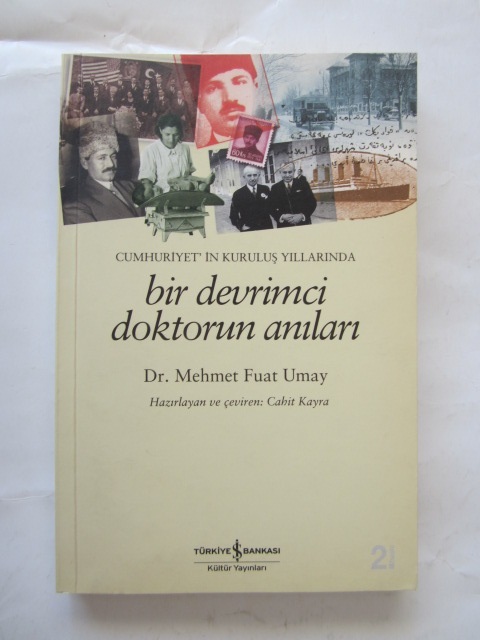 CUMHURİYET' İN KURULUŞ YILLARINDA
bir devrimci
doktorun anıları
Dr. Mehmet Fuat Umay
Hazırlayan ve çeviren: Cahit Kayra
TÜRKİYE İŞ BANKASI
Kültür Yayınları
2